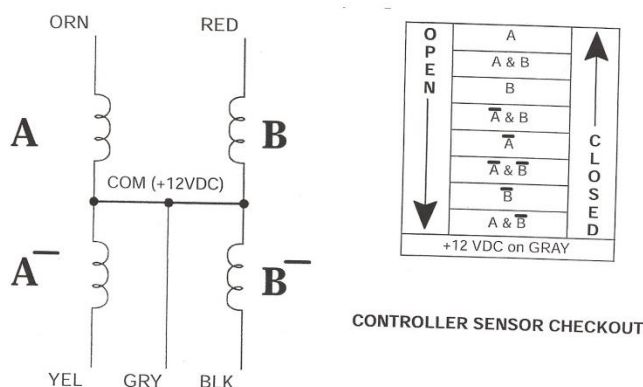 ORN RED
A B
COM (+12VDC)
A̅ B̅
YEL GRY BLK
OPEN
A
A & B
B
A̅ & B
A̅
A̅ & B̅
B̅
A & B̅
CLOSED
+12 VDC on GRAY
CONTROLLER SENSOR CHECKOUT